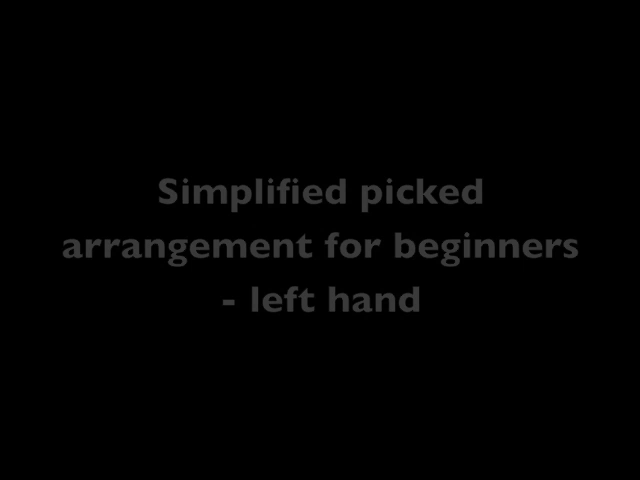 Simplified picked
arrangement for beginners
- left hand